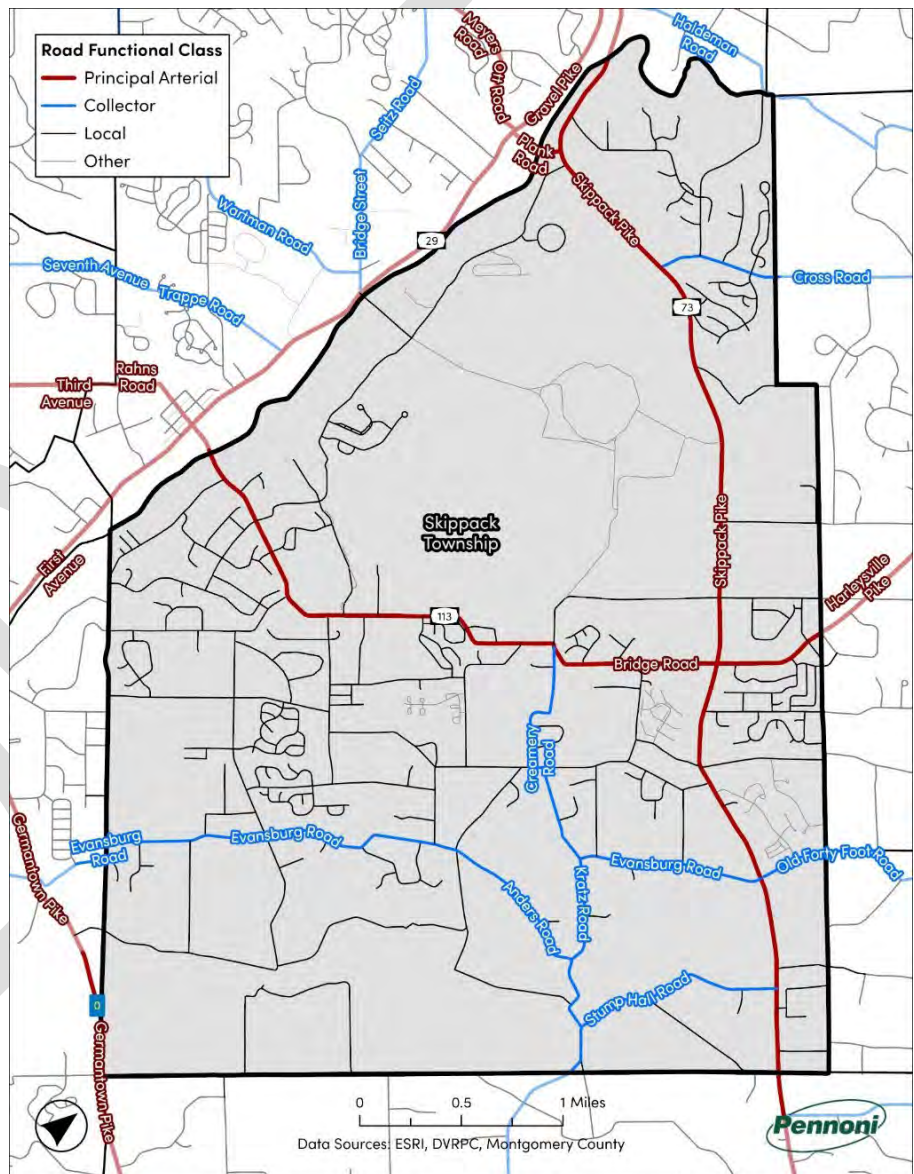 Road Functional Class
Principal Arterial
Collector
Local
Other
Meyers
Road
Otf Road
Haldeman
Road
Seitz Road
Gravel Pike
Plank
Road
Skippack Pike
Wartman Road
Bridge Street
29
Seventh Avenue
Trappe Road
Cross Road
73
Third
Avenue
Rahns
Road
Skippack
Township
First
Avenue
Skippack Pike
Harleysville
Pike
113
Bridge Road
Creamery
Road
Germantown Pike
Evansburg
Road
Evansburg Road
Evansburg Road
Old Forty Foot Road
Anders Road
Kratz Road
Stump Hall Road
0
Germantown Pike
0 0.5 1 Miles
Data Sources: ESRI, DVRPC, Montgomery County
Pennoni